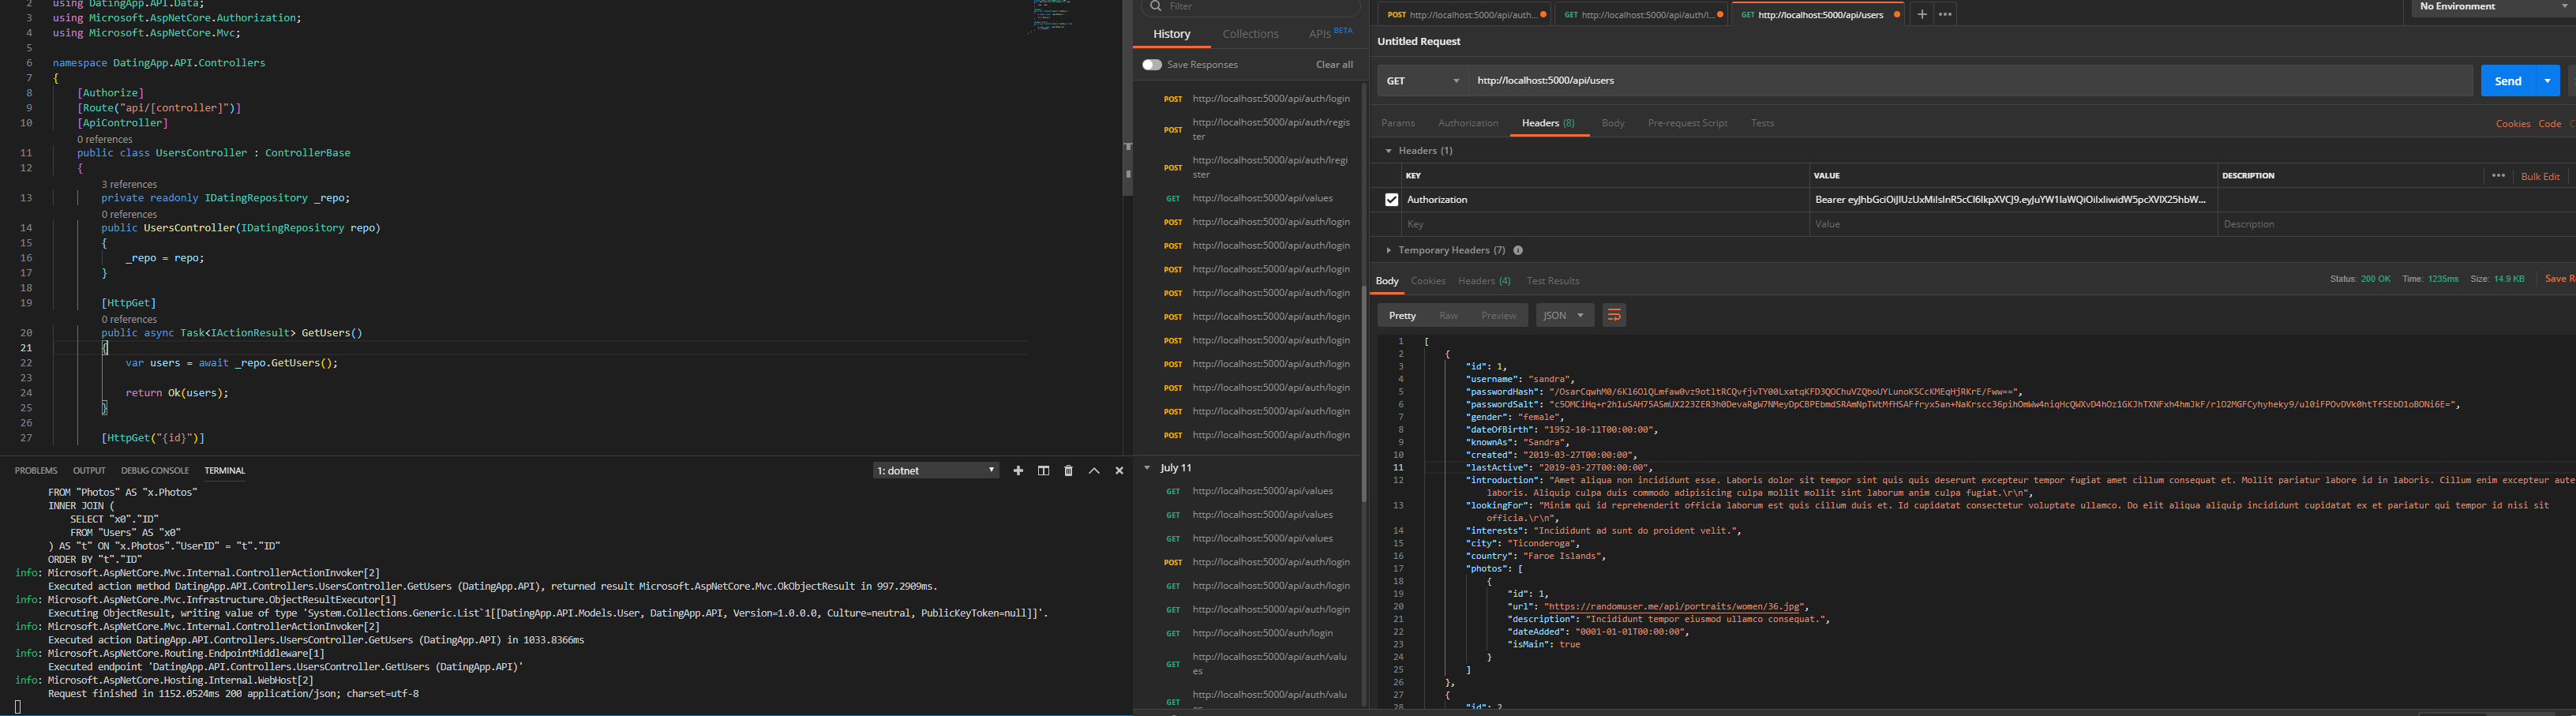 2 using DatingApp.API.Data;
3 using Microsoft.AspNetCore.Authorization;
4 using Microsoft.AspNetCore.Mvc;
5
6 namespace DatingApp.API.Controllers
7 {
8 [Authorize]
9 [Route("api/[controller]")]
10 [ApiController]
0 references
11 public class UsersController : ControllerBase
12 {
3 references
13 private readonly IDatingRepository _repo;
0 references
14 public UsersController(IDatingRepository repo)
15 {
16 _repo = repo;
17 }
18
19 [HttpGet]
0 references
20 public async Task<IActionResult> GetUsers()
21 {
22 var users = await _repo.GetUsers();
23
24 return Ok(users);
25 }
26
27 [HttpGet("{id}")]
PROBLEMS OUTPUT DEBUG CONSOLE TERMINAL 1: dotnet
FROM "Photos" AS "x.Photos"
INNER JOIN (
SELECT "x0"."ID"
FROM "Users" AS "x0"
) AS "t" ON "x.Photos"."UserID" = "t"."ID"
ORDER BY "t"."ID"
info: Microsoft.AspNetCore.Mvc.Internal.ControllerActionInvoker[2]
Executed action method DatingApp.API.Controllers.UsersController.GetUsers (DatingApp.API), returned result Microsoft.AspNetCore.Mvc.OkObjectResult in 997.2909ms.
info: Microsoft.AspNetCore.Mvc.Infrastructure.ObjectResultExecutor[1]
Executing ObjectResult, writing value of type 'System.Collections.Generic.List`1[[DatingApp.API.Models.User, DatingApp.API, Version=1.0.0.0, Culture=neutral, PublicKeyToken=null]]'.
info: Microsoft.AspNetCore.Mvc.Internal.ControllerActionInvoker[2]
Executed action DatingApp.API.Controllers.UsersController.GetUsers (DatingApp.API) in 1033.8366ms
info: Microsoft.AspNetCore.Routing.EndpointMiddleware[1]
Executed endpoint 'DatingApp.API.Controllers.UsersController.GetUsers (DatingApp.API)'
info: Microsoft.AspNetCore.Hosting.Internal.WebHost[2]
Request finished in 1152.0524ms 200 application/json; charset=utf-8
Filter
History Collections APIs BETA
Save Responses Clear all
POST http://localhost:5000/api/auth/login
POST http://localhost:5000/api/auth/regis
ter
POST http://localhost:5000/api/auth/lregi
ster
GET http://localhost:5000/api/values
POST http://localhost:5000/api/auth/login
POST http://localhost:5000/api/auth/login
POST http://localhost:5000/api/auth/login
POST http://localhost:5000/api/auth/login
POST http://localhost:5000/api/auth/login
POST http://localhost:5000/api/auth/login
POST http://localhost:5000/api/auth/login
POST http://localhost:5000/api/auth/login
POST http://localhost:5000/api/auth/login
POST http://localhost:5000/api/auth/login
July 11
GET http://localhost:5000/api/values
GET http://localhost:5000/api/values
GET http://localhost:5000/api/values
POST http://localhost:5000/api/auth/login
GET http://localhost:5000/api/auth/login
GET http://localhost:5000/api/auth/login
GET http://localhost:5000/auth/login
GET http://localhost:5000/api/auth/valu
es
GET http://localhost:5000/api/auth/valu
POST http://localhost:5000/api/auth... GET http://localhost:5000/api/auth/l... GET http://localhost:5000/api/users + ••• No Environment
Untitled Request
GET http://localhost:5000/api/users Send
Params Authorization Headers (8) Body Pre-request Script Tests Cookies Code
Headers (1)
KEY VALUE DESCRIPTION ••• Bulk Edit
Authorization Bearer
Key Value Description
Temporary Headers (7)
Body Cookies Headers (4) Test Results Status: 200 OK Time: 1235ms Size: 14.9 KB Save R
Pretty Raw Preview JSON
1 [
2 {
3 "id": 1,
4 "username": "sandra",
5 "passwordHash":
6 "passwordSalt":
7 "gender": "female",
8 "dateOfBirth": "1952-10-11T00:00:00",
9 "knownAs": "Sandra",
10 "created": "2019-03-27T00:00:00",
11 "lastActive": "2019-03-27T00:00:00",
12 "introduction": "Amet aliqua non incididunt esse. Laboris dolor sit tempor sint quis quis deserunt excepteur tempor fugiat amet cillum consequat et. Mollit pariatur labore id in laboris. Cillum enim excepteur aute
laboris. Aliquip culpa duis commodo adipisicing culpa mollit mollit sint laborum anim culpa fugiat.\r\n",
13 "lookingFor": "Minim qui id reprehenderit officia laborum est quis cillum duis et. Id cupidatat consectetur voluptate ullamco. Do elit aliqua aliquip incididunt cupidatat ex et pariatur qui tempor id nisi sit
officia.\r\n",
14 "interests": "Incididunt ad sunt do proident velit.",
15 "city": "Ticonderoga",
16 "country": "Faroe Islands",
17 "photos": [
18 {
19 "id": 1,
20 "url": "https://randomuser.me/api/portraits/women/36.jpg",
21 "description": "Incididunt tempor eiusmod ullamco consequat.",
22 "dateAdded": "0001-01-01T00:00:00",
23 "isMain": true
24 }
25 ]
26 },
27 {
28 "id": 2,